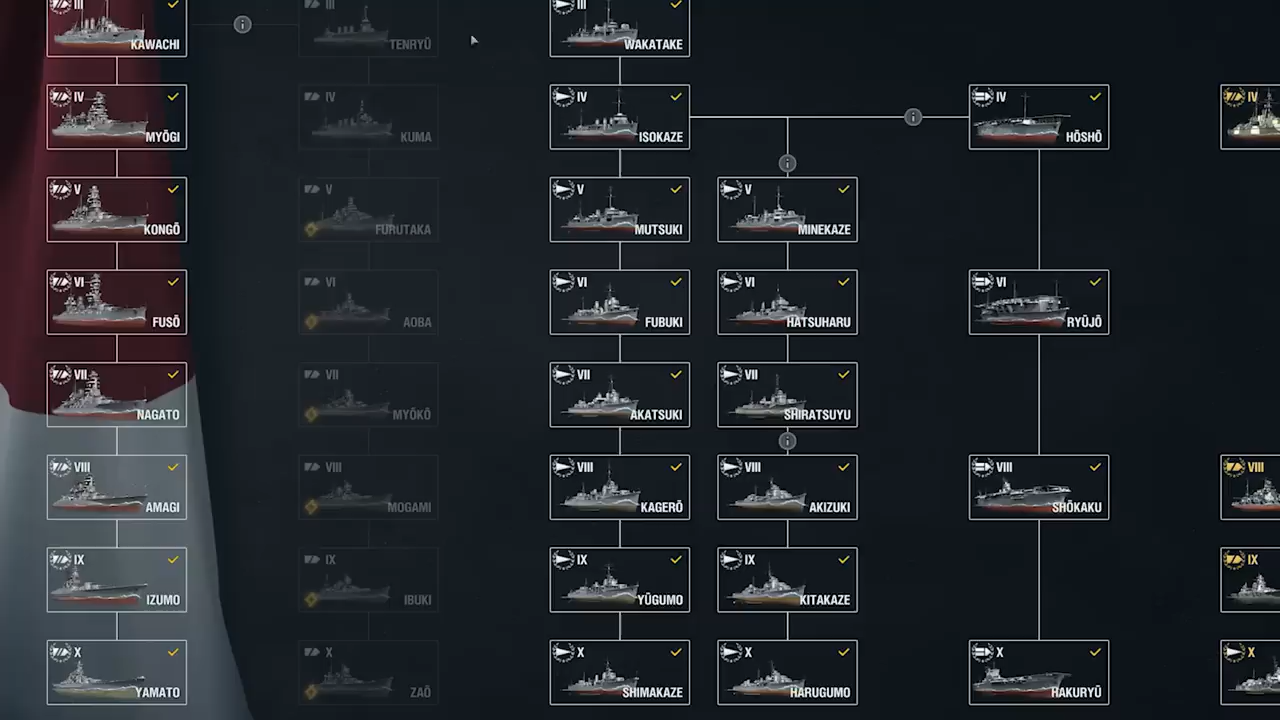 III
KAWACHI
III
TENRYŪ
III
WAKATAKE
IV
MYŌGI
IV
KUMA
IV
ISOKAZE
IV
HŌSHŌ
IV
V
KONGŌ
V
FURUTAKA
V
MUTSUKI
V
MINEKAZE
VI
FUSŌ
VI
AOBA
VI
FUBUKI
VI
HATSUHARU
VI
RYŪJŌ
VII
NAGATO
VII
MYŌKŌ
VII
AKATSUKI
VII
SHIRATSUYU
VIII
AMAGI
VIII
MOGAMI
VIII
KAGERŌ
VIII
AKIZUKI
VIII
SHŌKAKU
VIII
IX
IZUMO
IX
IBUKI
IX
YŪGUMO
IX
KITAKAZE
IX
X
YAMATO
X
ZAŌ
X
SHIMAKAZE
X
HARUGUMO
X
HAKURYŪ
X